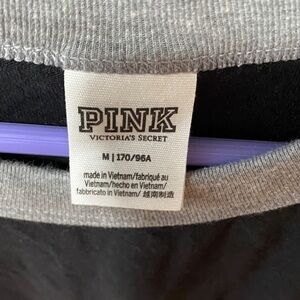 PINK
VICTORIA'S SECRET
M | 170/96A
made in Vietnam/fabriqué au
Vietnam/hecho en Vietnam/
fabbricato in Vietnam/ 越南制造